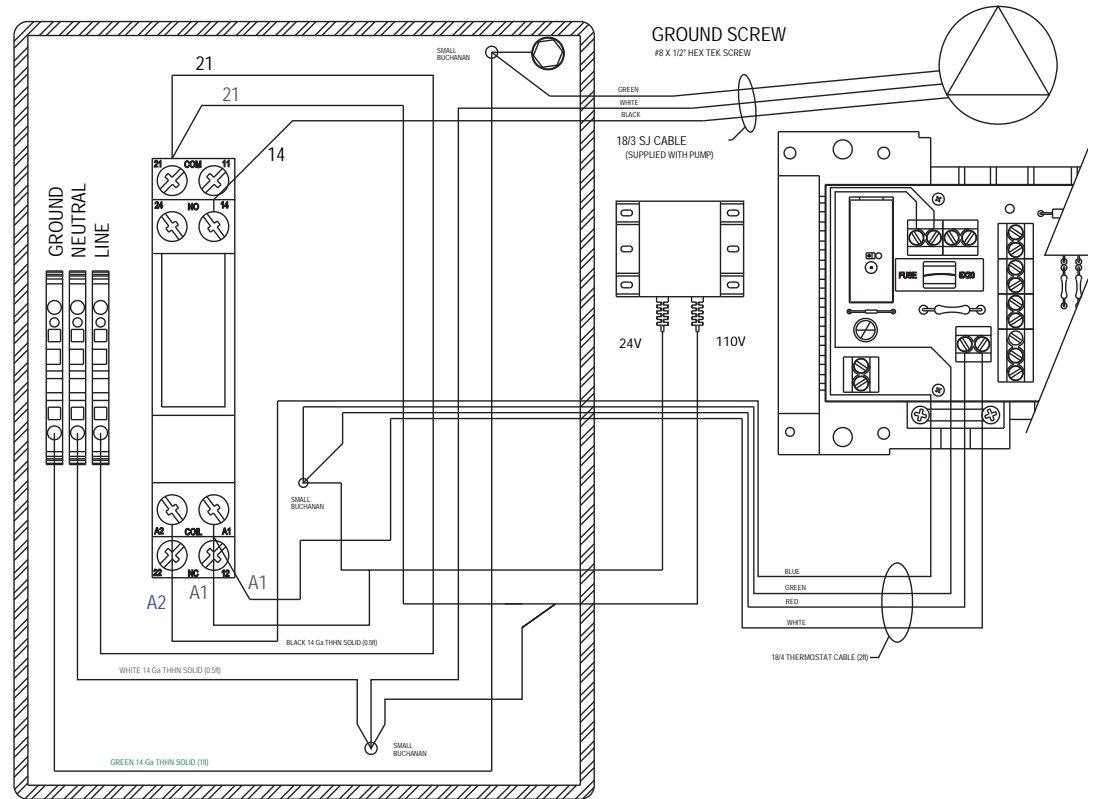 GROUND SCREW
#8 X 1/2" HEX TEK SCREW
SMALL
BUCHANAN
21
21
14
GREEN
WHITE
BLACK
18/3 SJ CABLE
(SUPPLIED WITH PUMP)
21 COM 11
24 NO 14
GROUND
NEUTRAL
LINE
FUSE 5X20
24V
110V
SMALL
BUCHANAN
A2 COIL A1
22 NC 12
A2
A1
A1
BLUE
GREEN
RED
WHITE
18/4 THERMOSTAT CABLE (2ft)
BLACK 14 Ga THHN SOLID (0.5ft)
WHITE 14 Ga THHN SOLID (0.5ft)
SMALL
BUCHANAN
GREEN 14 Ga THHN SOLID (1ft)